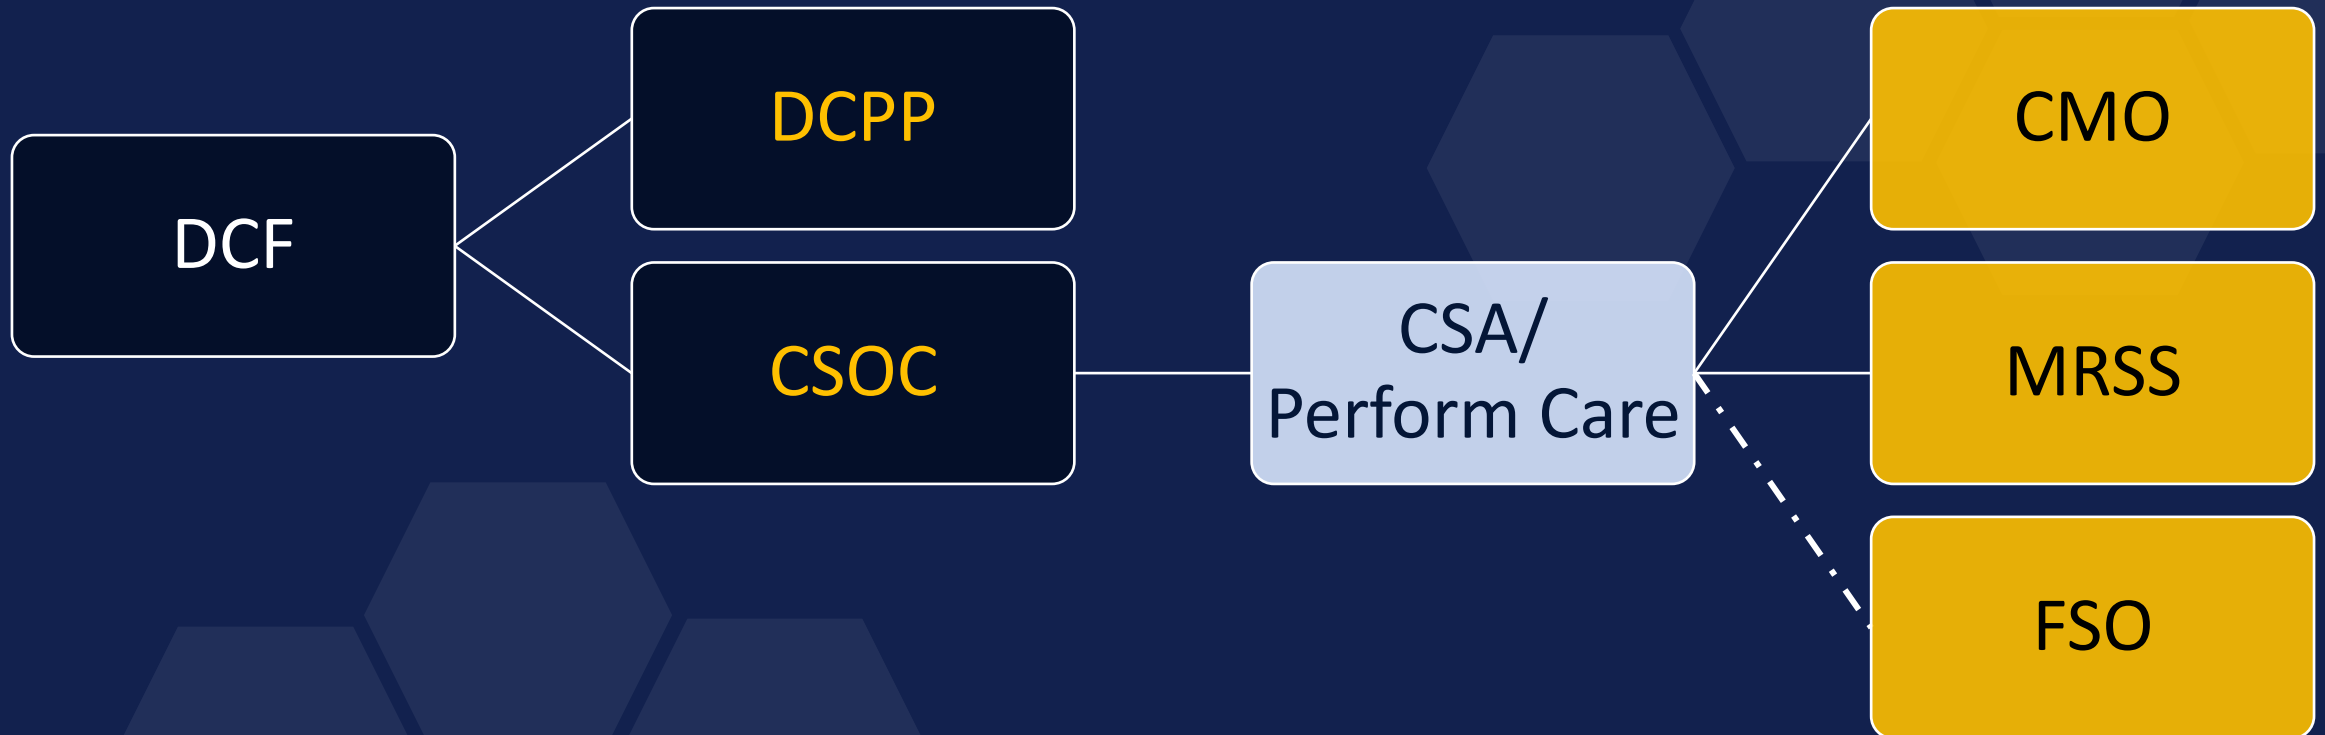 DCF
DCPP
CSOC
CSA/
Perform Care
CMO
MRSS
FSO